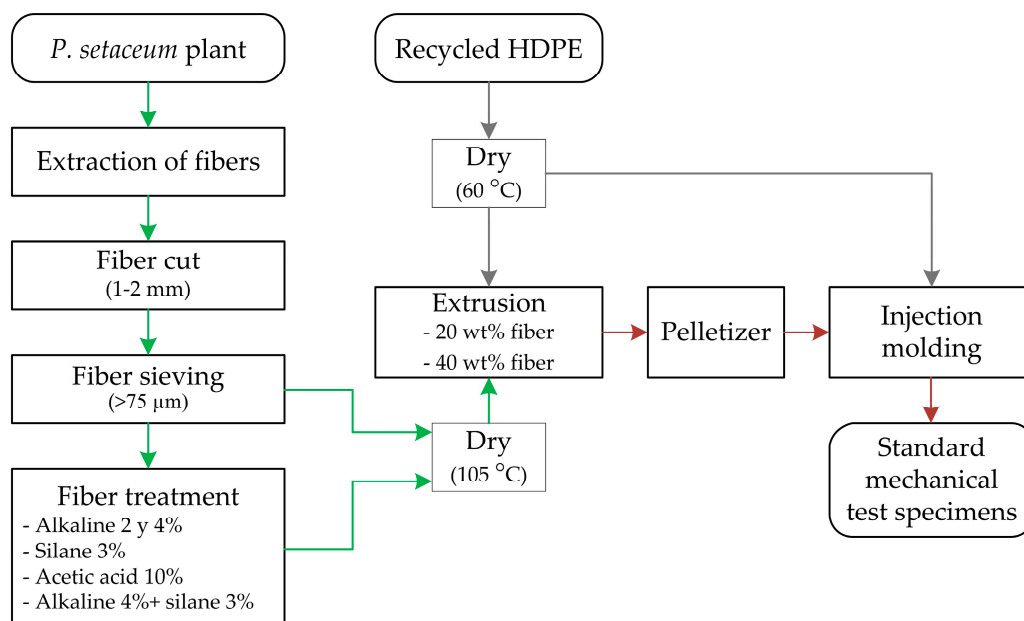 P. setaceum plant
Extraction of fibers
Fiber cut
(1-2 mm)
Fiber sieving
(>75 µm)
Fiber treatment
- Alkaline 2 y 4%
- Silane 3%
- Acetic acid 10%
- Alkaline 4%+ silane 3%
Recycled HDPE
Dry
(60 °C)
Extrusion
- 20 wt% fiber
- 40 wt% fiber
Dry
(105 °C)
Pelletizer
Injection
molding
Standard
mechanical
test specimens